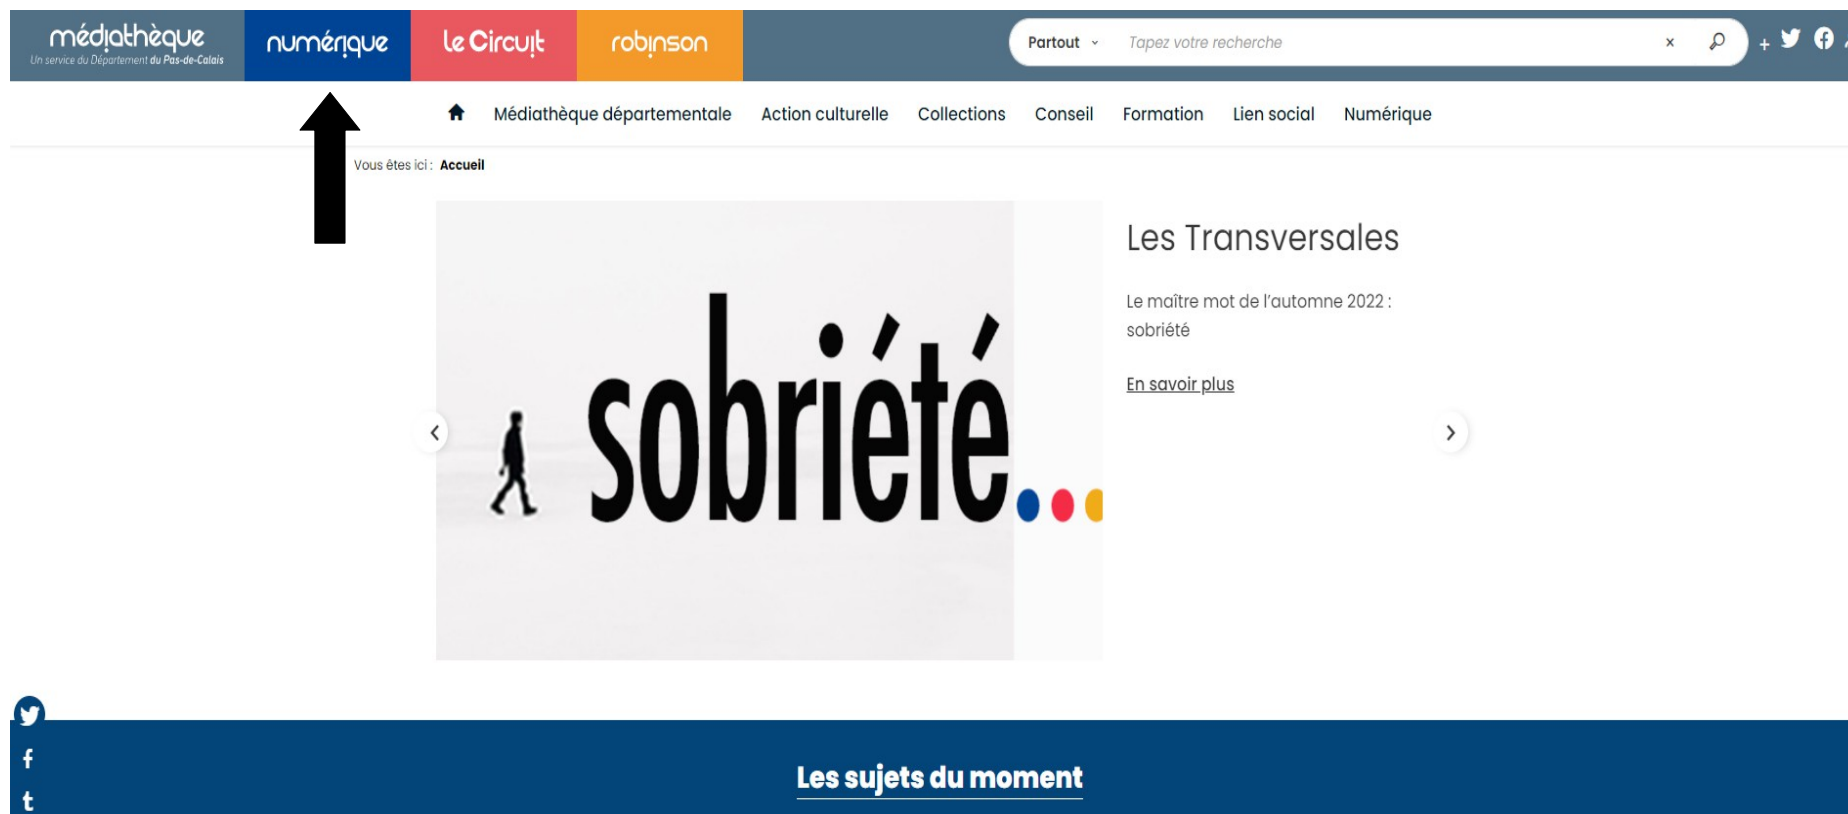 médiathèque
Un service du Département du Pas-de-Calais
numérique
le Circuit
robinson
Partout
Tapez votre recherche
Médiathèque départementale
Action culturelle
Collections
Conseil
Formation
Lien social
Numérique
Vous êtes ici : Accueil
sobriété...
Les Transversales
Le maître mot de l'automne 2022 :
sobriété
En savoir plus
Les sujets du moment